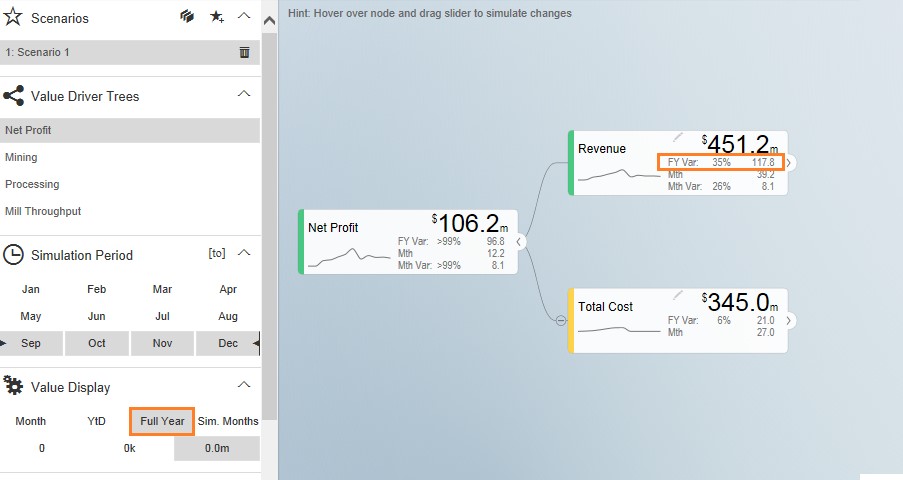 Scenarios
1: Scenario 1
Value Driver Trees
Net Profit
Mining
Processing
Mill Throughput
Simulation Period [to]
Jan Feb Mar Apr
May Jun Jul Aug
Sep Oct Nov Dec
Value Display
Month YtD Full Year Sim. Months
0 0k 0.0m
Hint: Hover over node and drag slider to simulate changes
Net Profit $106.2m
FY Var: >99% 96.8
Mth 12.2
Mth Var: >99% 8.1
Revenue $451.2m
FY Var: 35% 117.8
Mth 39.2
Mth Var: 26% 8.1
Total Cost $345.0m
FY Var: 6% 21.0
Mth 27.0